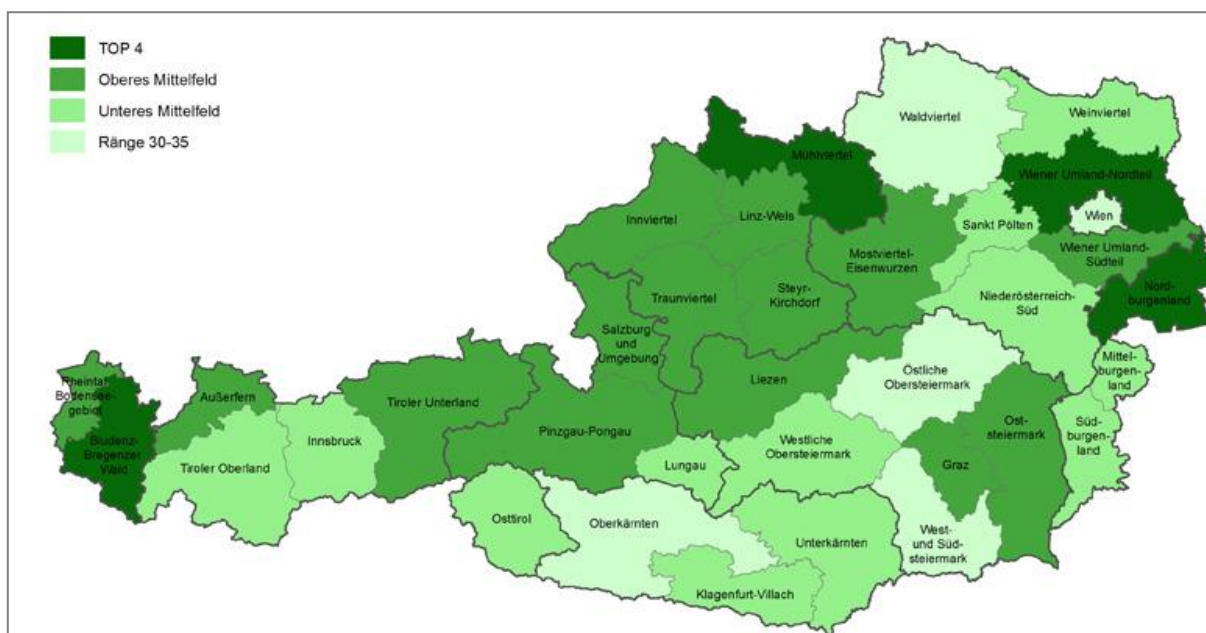 TOP 4
Oberes Mittelfeld
Unteres Mittelfeld
Ränge 30-35
Waldviertel
Weinviertel
Mühlviertel
Wiener Umland-Nordteil
Innviertel
Linz-Wels
Wien
Sankt Pölten
Mostviertel-
Eisenwurzen
Wiener Umland-
Südteil
Nord-
burgenland
Traunviertel
Steyr-
Kirchdorf
Niederösterreich-
Süd
Salzburg
und
Umgebung
Mittel-
burgen-
land
Östliche
Obersteiermark
Liezen
Rheintal-
Bodensee-
gebiet
Außerfern
Tiroler Unterland
Pinzgau-Pongau
Ost-
steiermark
Süd-
burgen-
land
Bludenz-
Bregenzer
Wald
Innsbruck
Tiroler Oberland
Lungau
Westliche
Obersteiermark
Graz
Osttirol
Oberkärnten
Unterkärnten
West-
und Süd-
steiermark
Klagenfurt-Villach